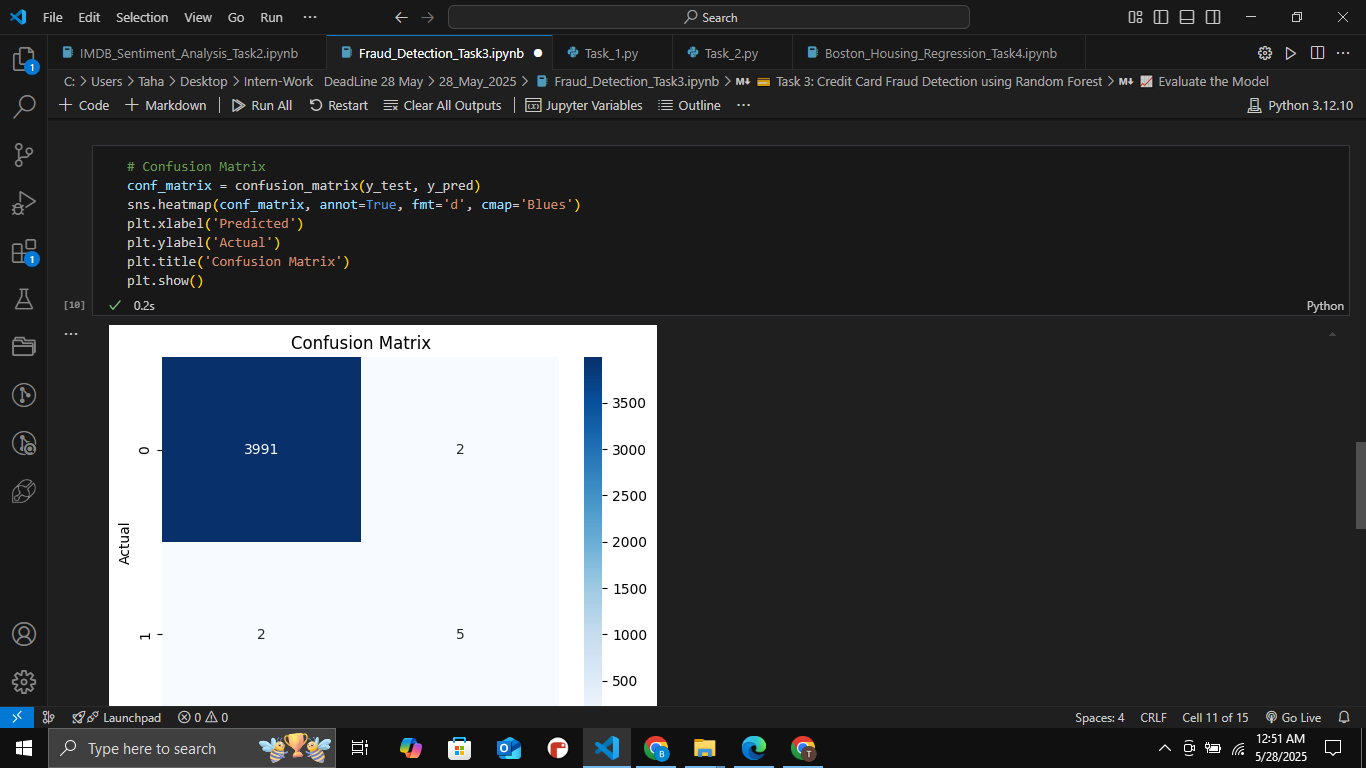 File Edit Selection View Go Run ··· Search
IMDB_Sentiment_Analysis_Task2.ipynb Fraud_Detection_Task3.ipynb Task_1.py Task_2.py Boston_Housing_Regression_Task4.ipynb
C: > Users > Taha > Desktop > Intern-Work DeadLine 28 May > 28_May_2025 > Fraud_Detection_Task3.ipynb > M↓ Task 3: Credit Card Fraud Detection using Random Forest > M↓ Evaluate the Model
Code Markdown Run All Restart Clear All Outputs Jupyter Variables Outline ··· Python 3.12.10
# Confusion Matrix
conf_matrix = confusion_matrix(y_test, y_pred)
sns.heatmap(conf_matrix, annot=True, fmt='d', cmap='Blues')
plt.xlabel('Predicted')
plt.ylabel('Actual')
plt.title('Confusion Matrix')
plt.show()
[10] 0.2s Python
Confusion Matrix
3500
0 3991 2 3000
2500
2000
Actual
1500
1 2 5 1000
500
Launchpad 0 0 Spaces: 4 CRLF Cell 11 of 15 Go Live
Type here to search B T 12:51 AM
5/28/2025
1
1